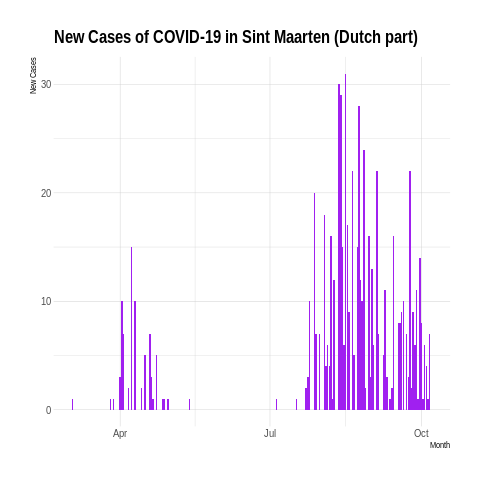 New Cases of COVID-19 in Sint Maarten (Dutch part)
New Cases
30
20
10
0
Apr
Jul
Oct
Month